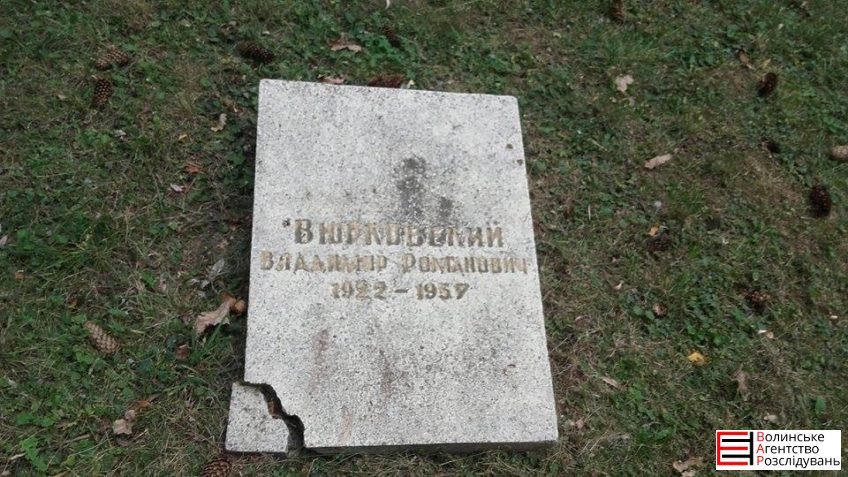 Вюрковский
Владимир Романович
1922 – 1957
Волинське
Агентство
Розслідувань